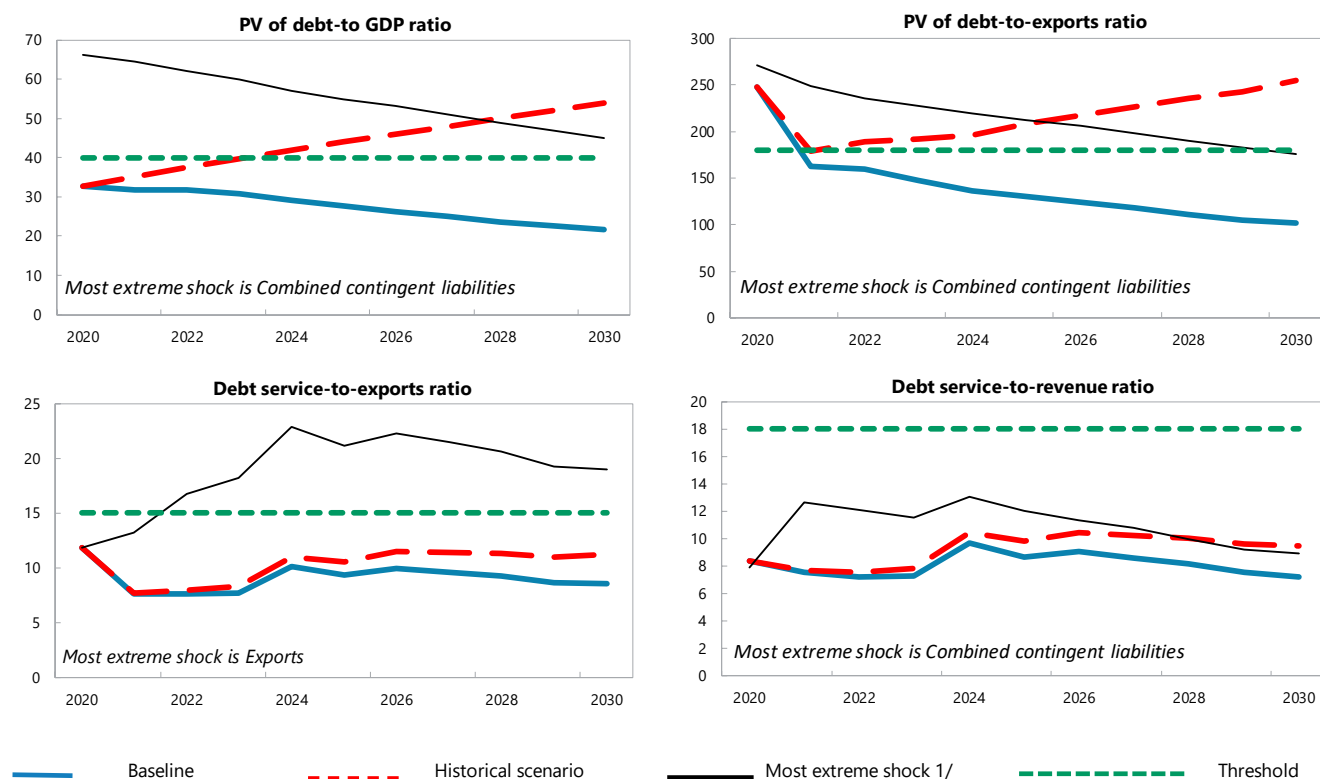 PV of debt-to GDP ratio
70
60
50
40
30
20
10
0
Most extreme shock is Combined contingent liabilities
2020 2022 2024 2026 2028 2030
PV of debt-to-exports ratio
300
250
200
150
100
50
0
Most extreme shock is Combined contingent liabilities
2020 2022 2024 2026 2028 2030
Debt service-to-exports ratio
25
20
15
10
5
0
Most extreme shock is Exports
2020 2022 2024 2026 2028 2030
Debt service-to-revenue ratio
20
18
16
14
12
10
8
6
4
2
0
Most extreme shock is Combined contingent liabilities
2020 2022 2024 2026 2028 2030
Baseline Historical scenario Most extreme shock 1/ Threshold